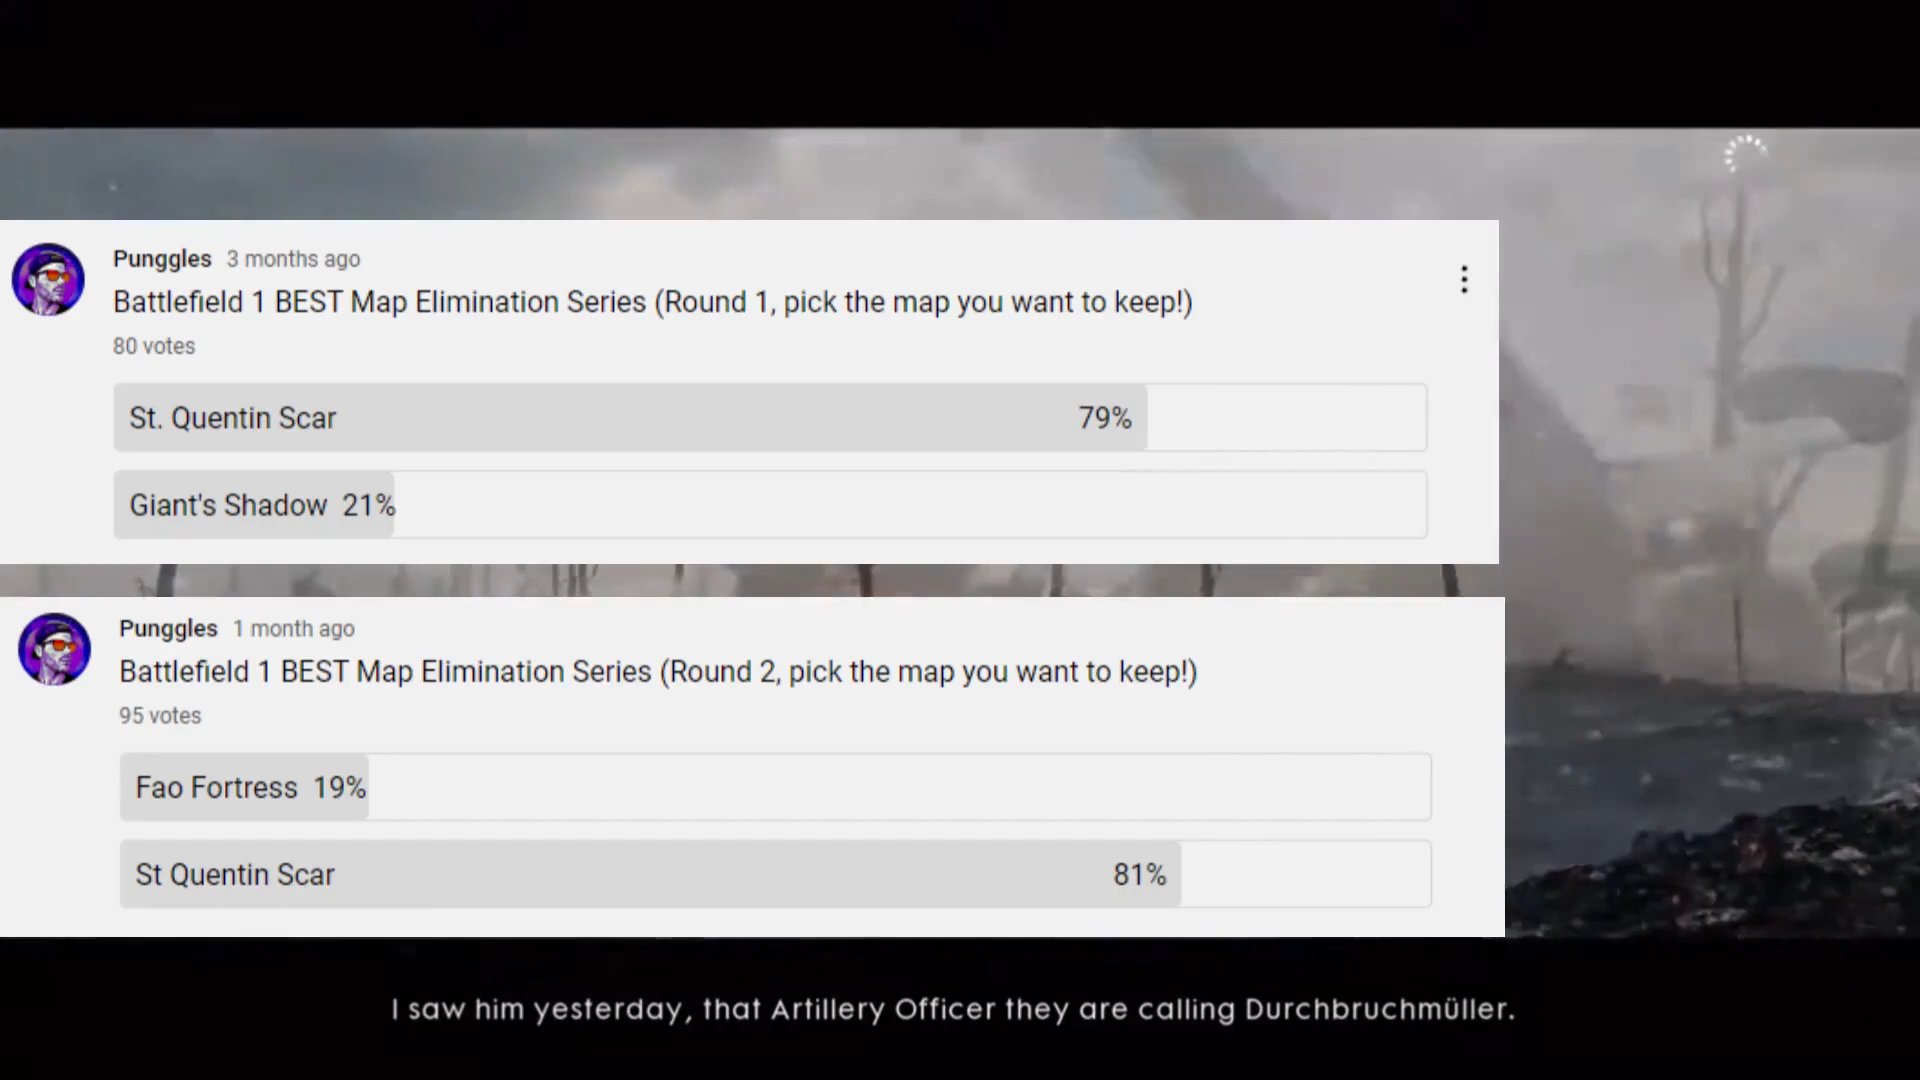 Punggles 3 months ago
Battlefield 1 BEST Map Elimination Series (Round 1, pick the map you want to keep!)
80 votes
St. Quentin Scar 79%
Giant's Shadow 21%
Punggles 1 month ago
Battlefield 1 BEST Map Elimination Series (Round 2, pick the map you want to keep!)
95 votes
Fao Fortress 19%
St Quentin Scar 81%
I saw him yesterday, that Artillery Officer they are calling Durchbruchmüller.